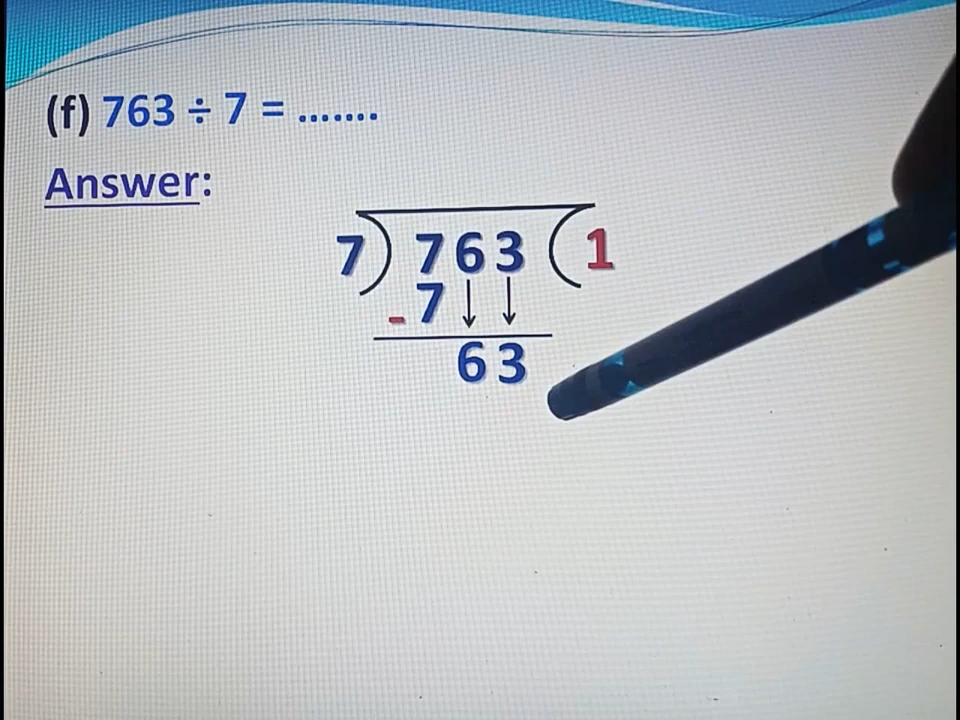 (f) 763 ÷ 7 = .......
Answer:
7) 763 (1
- 7 ↓ ↓
63